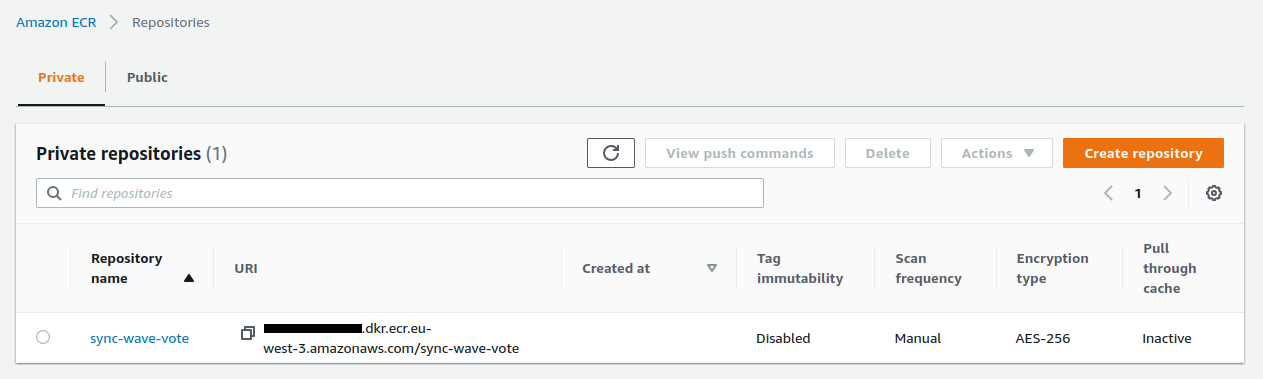 Amazon ECR > Repositories
Private Public
Private repositories (1)
View push commands Delete Actions Create repository
Find repositories
1
Repository name
URI
Created at
Tag immutability
Scan frequency
Encryption type
Pull through cache
sync-wave-vote
.dkr.ecr.eu-
west-3.amazonaws.com/sync-wave-vote
Disabled
Manual
AES-256
Inactive